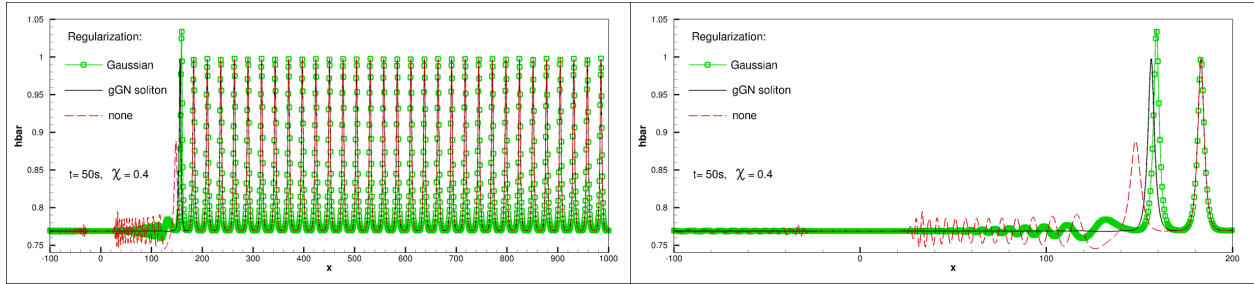 1.05
1
0.95
0.9
0.85
0.8
0.75
hbar
Regularization:
Gaussian
gGN soliton
none
t= 50s, χ = 0.4
-100 0 100 200 300 400 500 600 700 800 900 1000
x
1.05
1
0.95
0.9
0.85
0.8
0.75
hbar
Regularization:
Gaussian
gGN soliton
none
t= 50s, χ = 0.4
-100 0 100 200
x